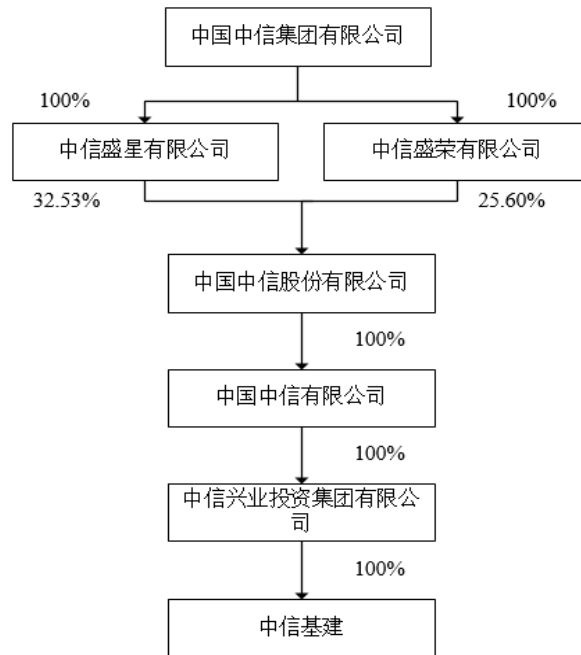 中国中信集团有限公司
100%
100%
中信盛星有限公司
中信盛荣有限公司
32.53%
25.60%
中国中信股份有限公司
100%
中国中信有限公司
100%
中信兴业投资集团有限公
司
100%
中信基建